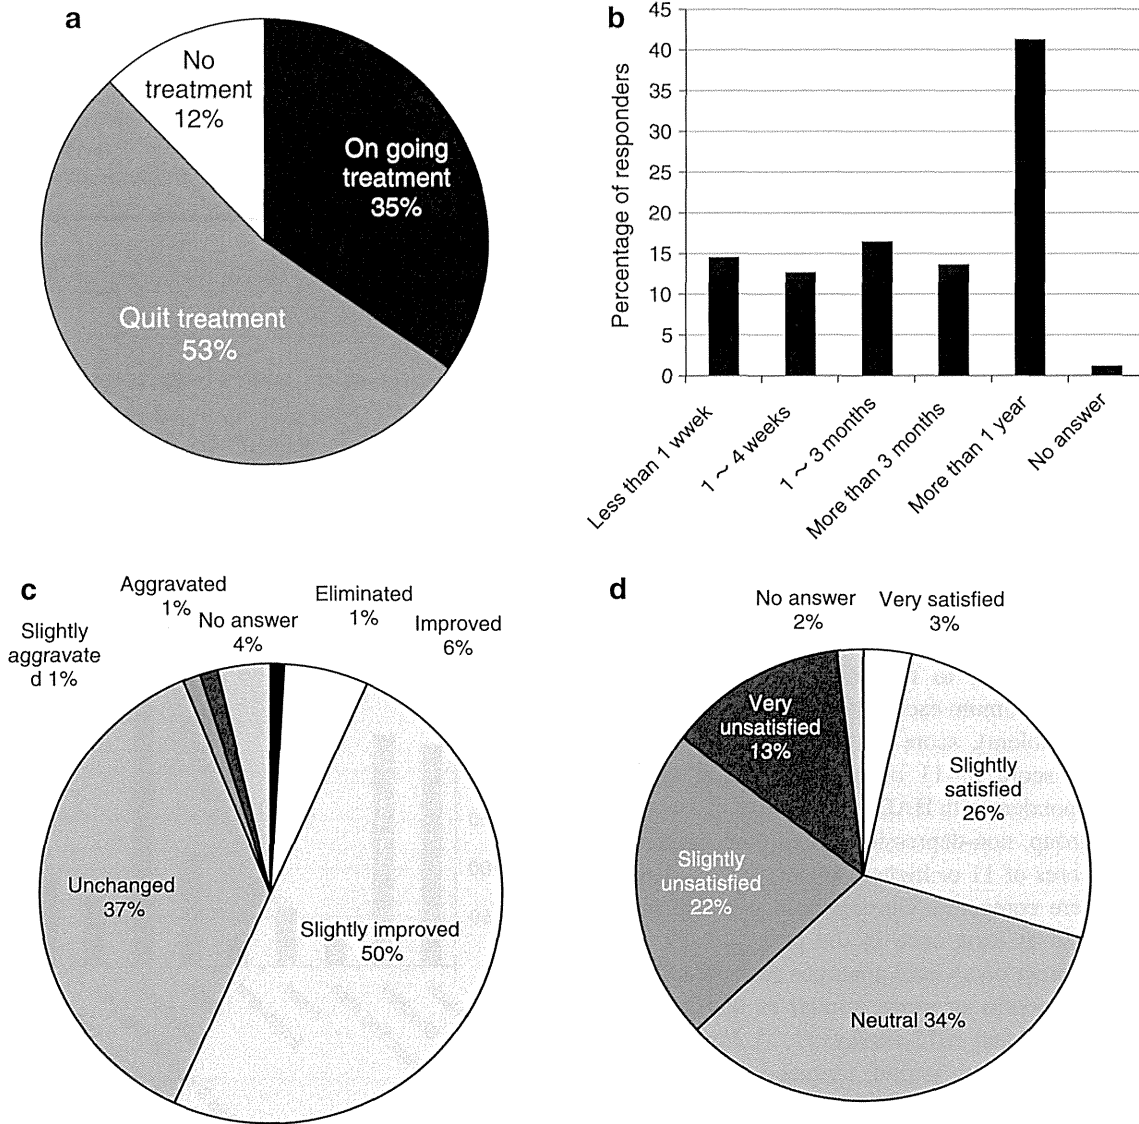 a
No
treatment
12%
On going
treatment
35%
Quit treatment
53%
b
Percentage of responders
45
40
35
30
25
20
15
10
5
0
Less than 1 wwek
1 ~ 4 weeks
1 ~ 3 months
More than 3 months
More than 1 year
No answer
c
Aggravated
1%
No answer
4%
Eliminated
1%
Improved
6%
Slightly
aggravate
d 1%
Unchanged
37%
Slightly improved
50%
d
No answer
2%
Very satisfied
3%
Very
unsatisfied
13%
Slightly
satisfied
26%
Slightly
unsatisfied
22%
Neutral 34%